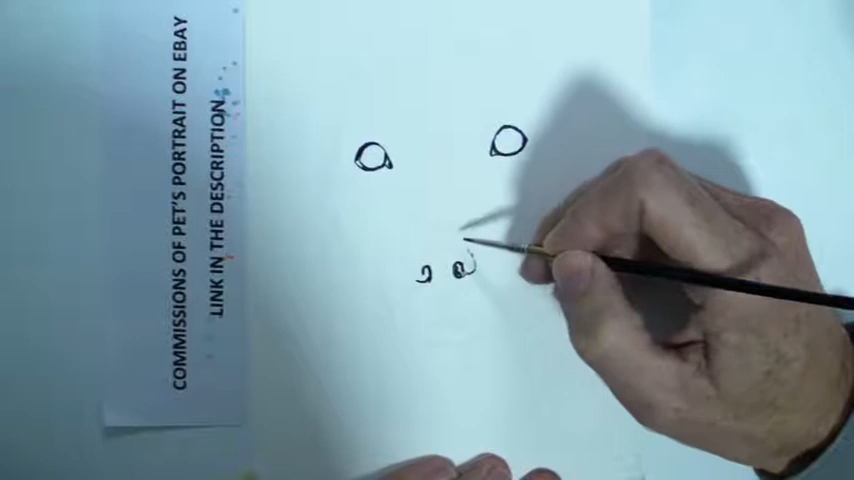 COMMISSIONS OF PET'S PORTRAIT ON EBAY
LINK IN THE DESCRIPTION